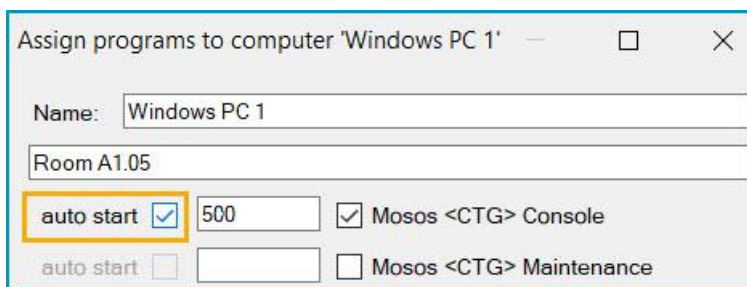 Assign programs to computer 'Windows PC 1'
Name: Windows PC 1
Room A1.05
auto start 500 Mosos <CTG> Console
auto start Mosos <CTG> Maintenance